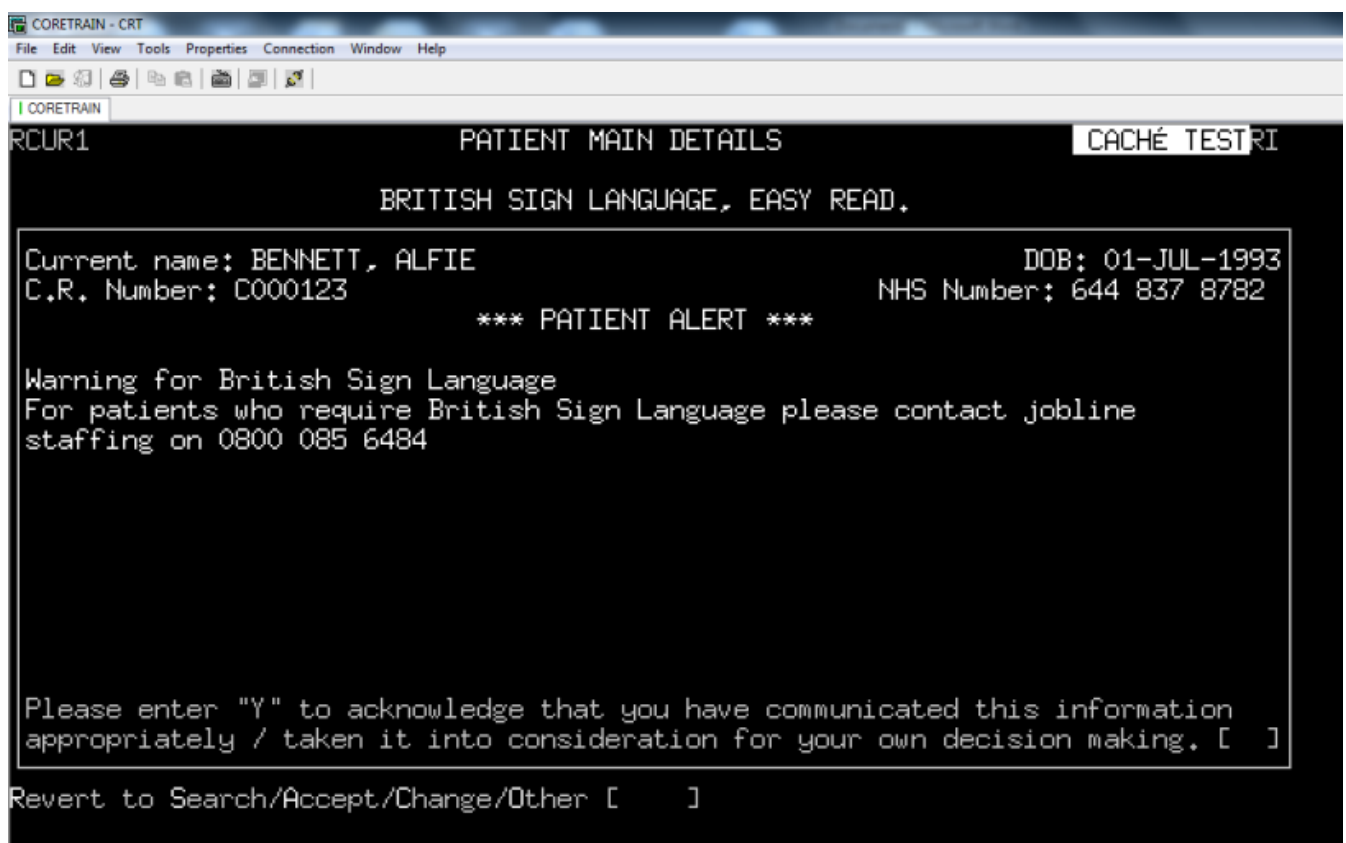 CORETRAIN - CRT
File Edit View Tools Properties Connection Window Help
CORETRAIN
RCUR1 PATIENT MAIN DETAILS CACHÉ TESTRI
BRITISH SIGN LANGUAGE, EASY READ.
Current name: BENNETT, ALFIE DOB: 01-JUL-1993
C.R. Number: C000123 NHS Number: 644 837 8782
*** PATIENT ALERT ***
Warning for British Sign Language
For patients who require British Sign Language please contact jobline
staffing on 0800 085 6484
Please enter "Y" to acknowledge that you have communicated this information
appropriately / taken it into consideration for your own decision making. [ ]
Revert to Search/Accept/Change/Other [ ]